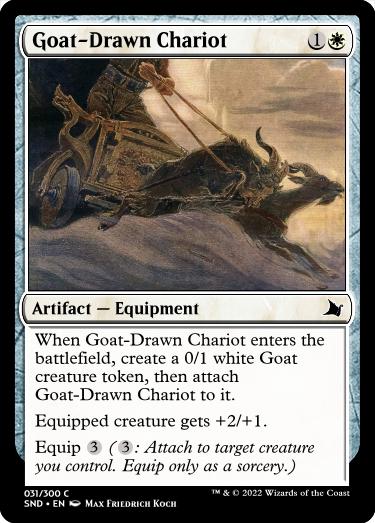 Goat-Drawn Chariot 1
Artifact — Equipment
When Goat-Drawn Chariot enters the
battlefield, create a 0/1 white Goat
creature token, then attach
Goat-Drawn Chariot to it.
Equipped creature gets +2/+1.
Equip 3 (3: Attach to target creature
you control. Equip only as a sorcery.)
031/300 C
SND • EN Max Friedrich Koch
™ & © 2022 Wizards of the Coast